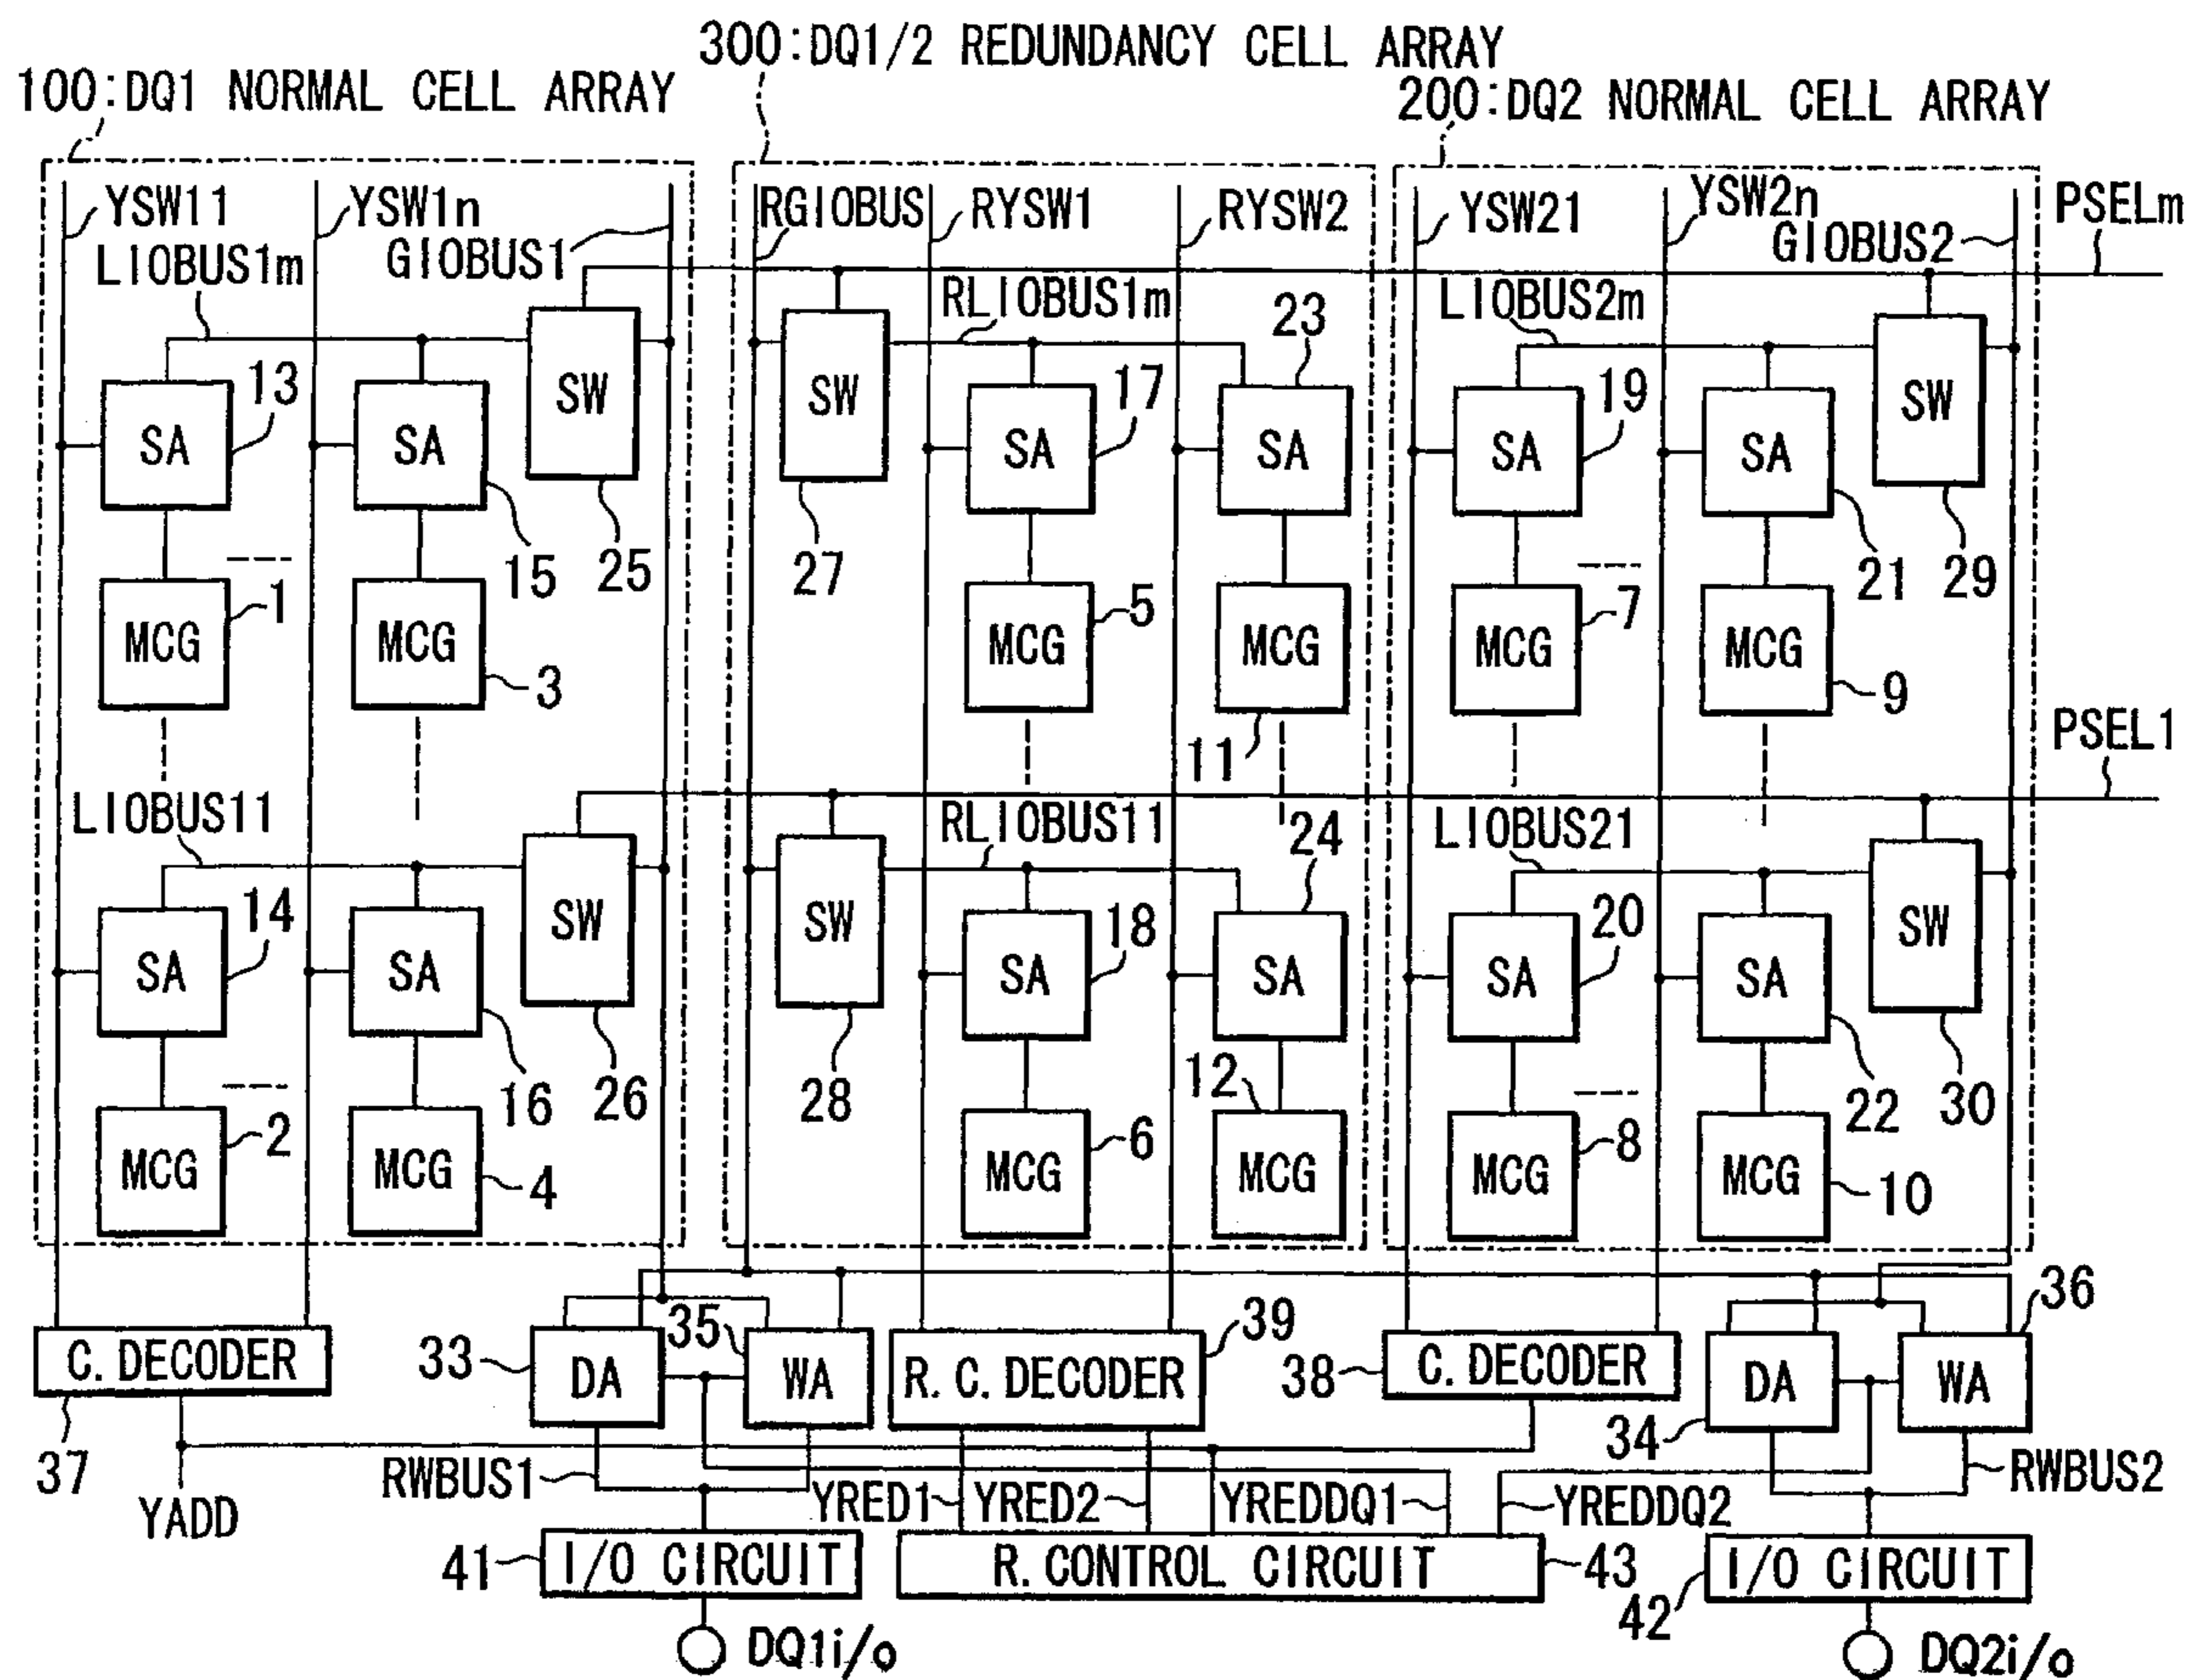 300:DQ1/2 REDUNDANCY CELL ARRAY
100:DQ1 NORMAL CELL ARRAY
200:DQ2 NORMAL CELL ARRAY
YSW11
YSW1n
RGIOBUS
RYSW1
RYSW2
YSW21
YSW2n
PSELm
LIOBUS1m
GIOBUS1
GIOBUS2
RLIOBUS1m
23
LIOBUS2m
13
SW
SW
17
19
SW
SA
SA
SA
SA
SA
SA
15
25
27
21
29
1
5
7
MCG
MCG
MCG
MCG
MCG
MCG
3
9
11
PSEL1
LIOBUS11
RLIOBUS11
24
LIOBUS21
14
SW
SW
18
20
SW
SA
SA
SA
SA
SA
SA
16
26
28
12
22
30
2
6
8
MCG
MCG
MCG
MCG
MCG
MCG
4
10
35
39
36
C.DECODER
33
DA
WA
R.C.DECODER
38
C.DECODER
DA
WA
37
34
RWBUS1
YRED1
YRED2
YREDDQ1
YREDDQ2
RWBUS2
YADD
41
I/O CIRCUIT
R.CONTROL CIRCUIT
43
I/O CIRCUIT
42
DQ1i/o
DQ2i/o